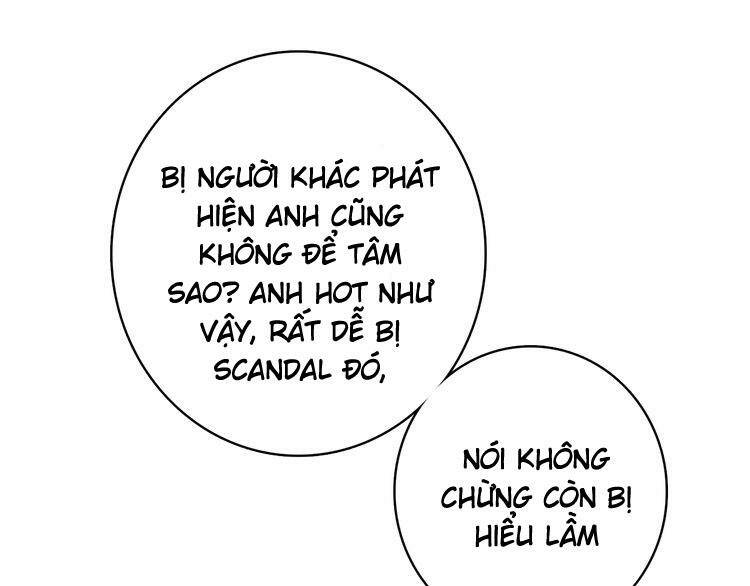 BỊ NGƯỜI KHÁC PHÁT
HIỆN ANH CŨNG
KHÔNG ĐỂ TÂM
SAO? ANH HOT NHƯ
VẬY, RẤT DỄ BỊ
SCANDAL ĐÓ,
NÓI KHÔNG
CHỪNG CÒN BỊ
HIỂU LẦM